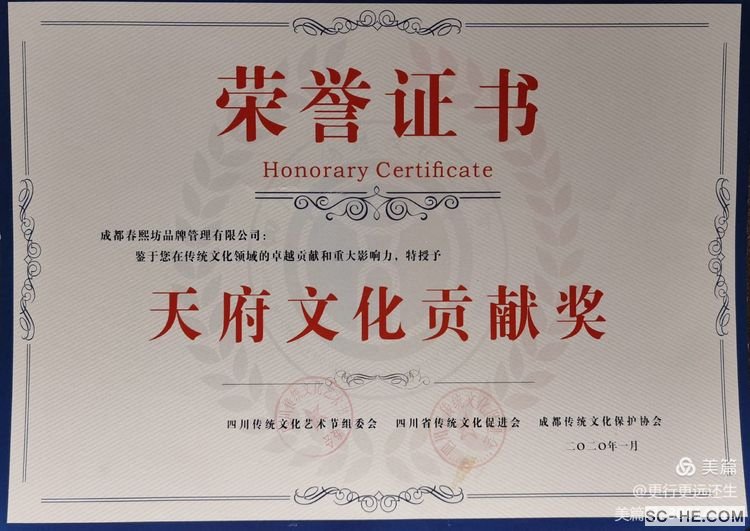 荣誉证书
Honorary Certificate
成都春熙坊品牌管理有限公司：
鉴于您在传统文化领域的卓越贡献和重大影响力，特授予
天府文化贡献奖
四川传统文化艺术节组委会 四川省传统文化促进会 成都传统文化保护协会
二〇二〇年一月
美篇
@更行更远还生
美篇
SC-HE.COM